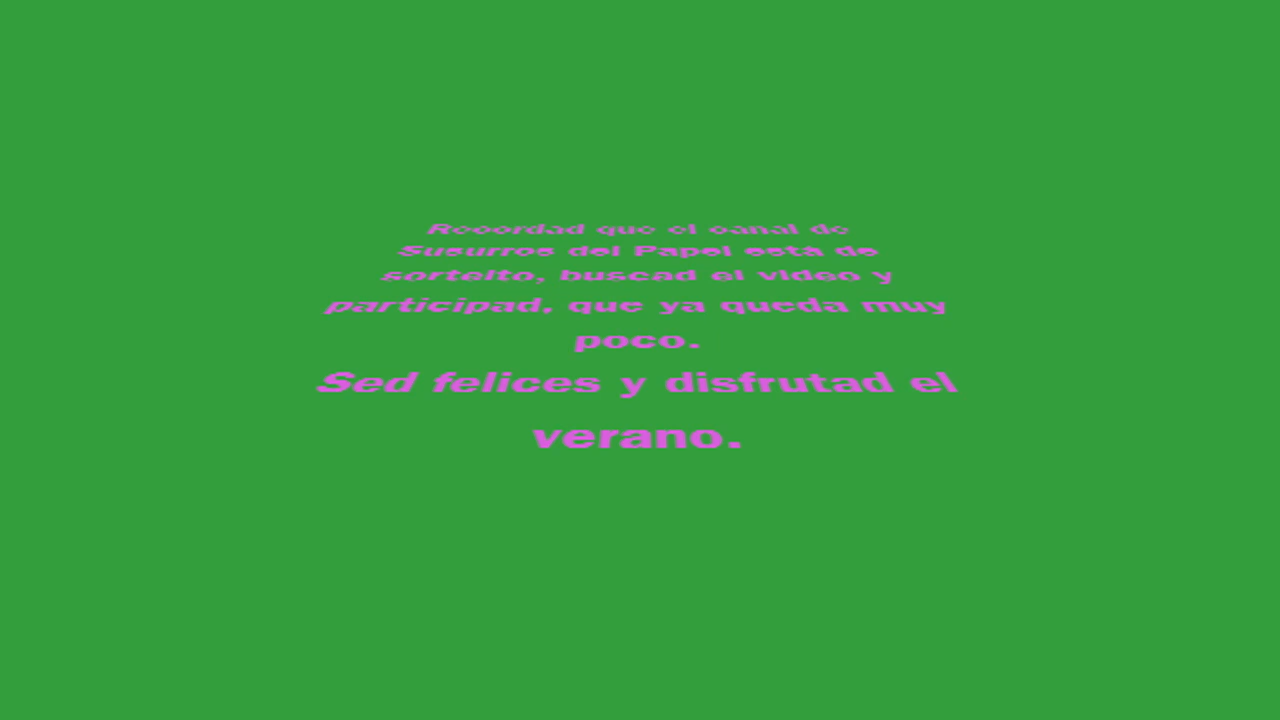 Recordad que el canal de
Susurros del Papel está de
sorteito, buscad el video y
participad, que ya queda muy
poco.
Sed felices y disfrutad el
verano.